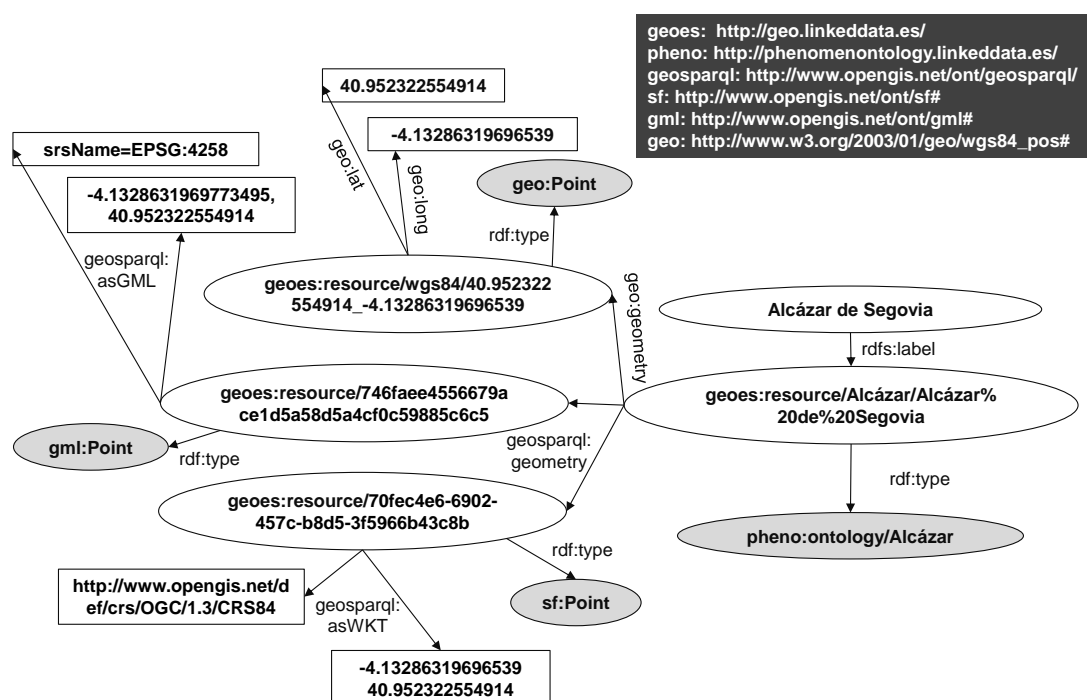 geoes: http://geo.linkeddata.es/
pheno: http://phenomenontology.linkeddata.es/
geosparql: http://www.opengis.net/ont/geosparql/
sf: http://www.opengis.net/ont/sf#
gml: http://www.opengis.net/ont/gml#
geo: http://www.w3.org/2003/01/geo/wgs84_pos#
40.952322554914
-4.13286319696539
srsName=EPSG:4258
-4.1328631969773495,
40.952322554914
geo:lat
geo:long
geo:Point
rdf:type
geosparql:
asGML
geoes:resource/wgs84/40.952322
554914_-4.13286319696539
geo:geometry
Alcázar de Segovia
rdfs:label
geoes:resource/746faee4556679a
ce1d5a58d5a4cf0c59885c6c5
geoes:resource/Alcázar/Alcázar%
20de%20Segovia
gml:Point
rdf:type
geosparql:
geometry
rdf:type
geoes:resource/70fec4e6-6902-
457c-b8d5-3f5966b43c8b
pheno:ontology/Alcázar
rdf:type
http://www.opengis.net/d
ef/crs/OGC/1.3/CRS84
geosparql:
asWKT
sf:Point
-4.13286319696539
40.952322554914